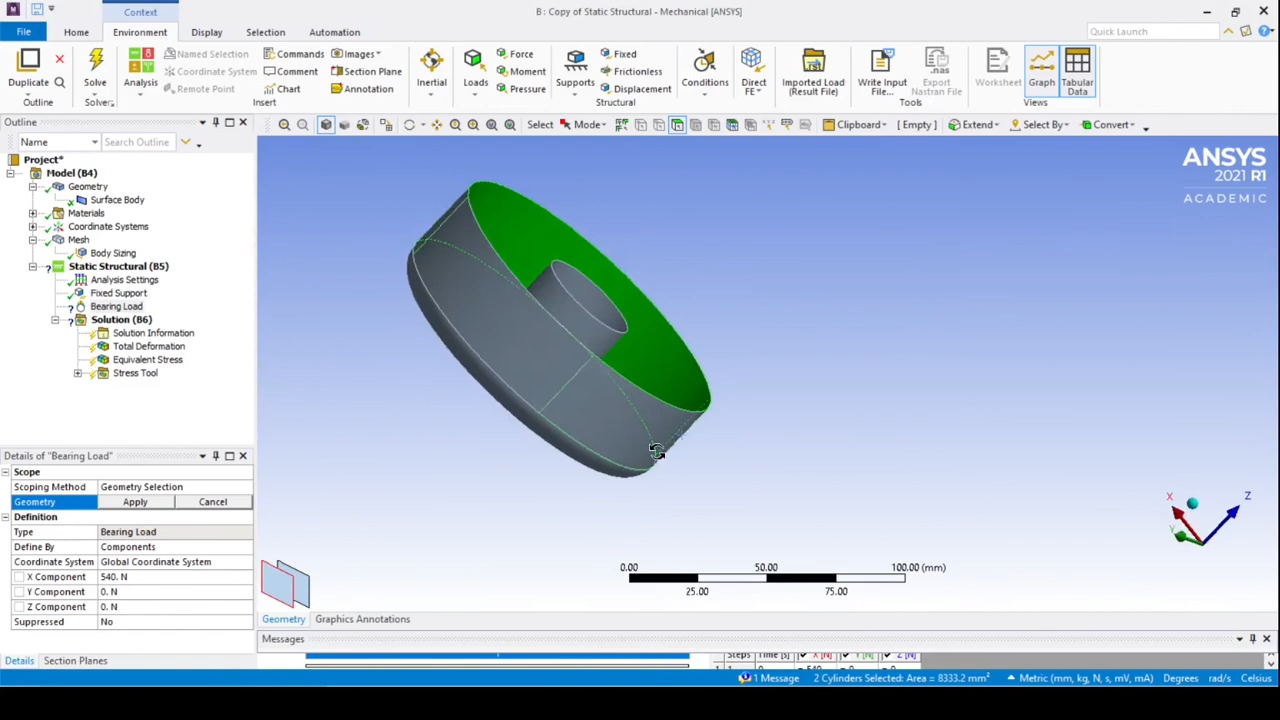 Context
B : Copy of Static Structural - Mechanical [ANSYS]
File Home Environment Display Selection Automation
Quick Launch
Duplicate
Outline
Solve
Solver
Analysis
Named Selection
Coordinate System
Remote Point
Commands
Comment
Chart
Images
Section Plane
Annotation
Insert
Inertial
Loads
Force
Moment
Pressure
Supports
Fixed
Frictionless
Displacement
Structural
Conditions
Direct
FE
Imported Load
(Result File)
Write Input
File...
Export
Nastran File
.nas
Tools
Worksheet
Graph
Tabular
Data
Views
Outline
Select Mode Clipboard [ Empty ] Extend Select By Convert
Name Search Outline
Project*
Model (B4)
Geometry
Surface Body
Materials
Coordinate Systems
Mesh
Body Sizing
Static Structural (B5)
Analysis Settings
Fixed Support
Bearing Load
Solution (B6)
Solution Information
Total Deformation
Equivalent Stress
Stress Tool
ANSYS
2021 R1
ACADEMIC
Details of "Bearing Load"
Scope
Scoping Method Geometry Selection
Geometry Apply Cancel
Definition
Type Bearing Load
Define By Components
Coordinate System Global Coordinate System
X Component 540. N
Y Component 0. N
Z Component 0. N
Suppressed No
X Z
Y
0.00 50.00 100.00 (mm)
25.00 75.00
Geometry Graphics Annotations
Messages
Details Section Planes
Steps Time [s] X [N] Y [N] Z [N]
1 Message 2 Cylinders Selected: Area = 8333.2 mm² Metric (mm, kg, N, s, mV, mA) Degrees rad/s Celsius